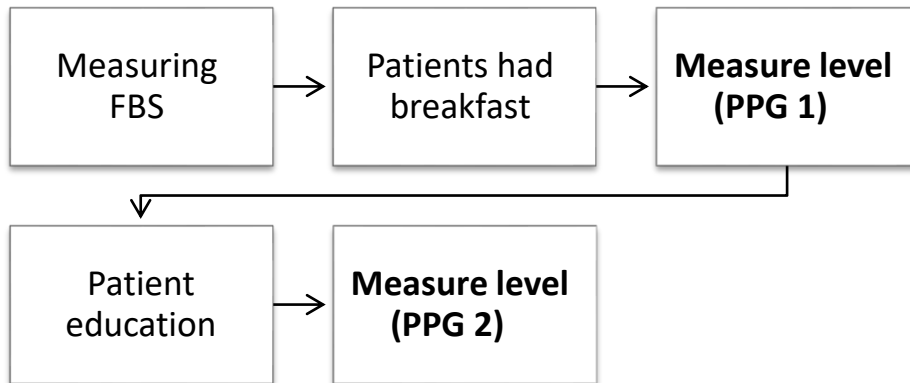 Measuring
FBS
Patients had
breakfast
Measure level
(PPG 1)
Patient
education
Measure level
(PPG 2)